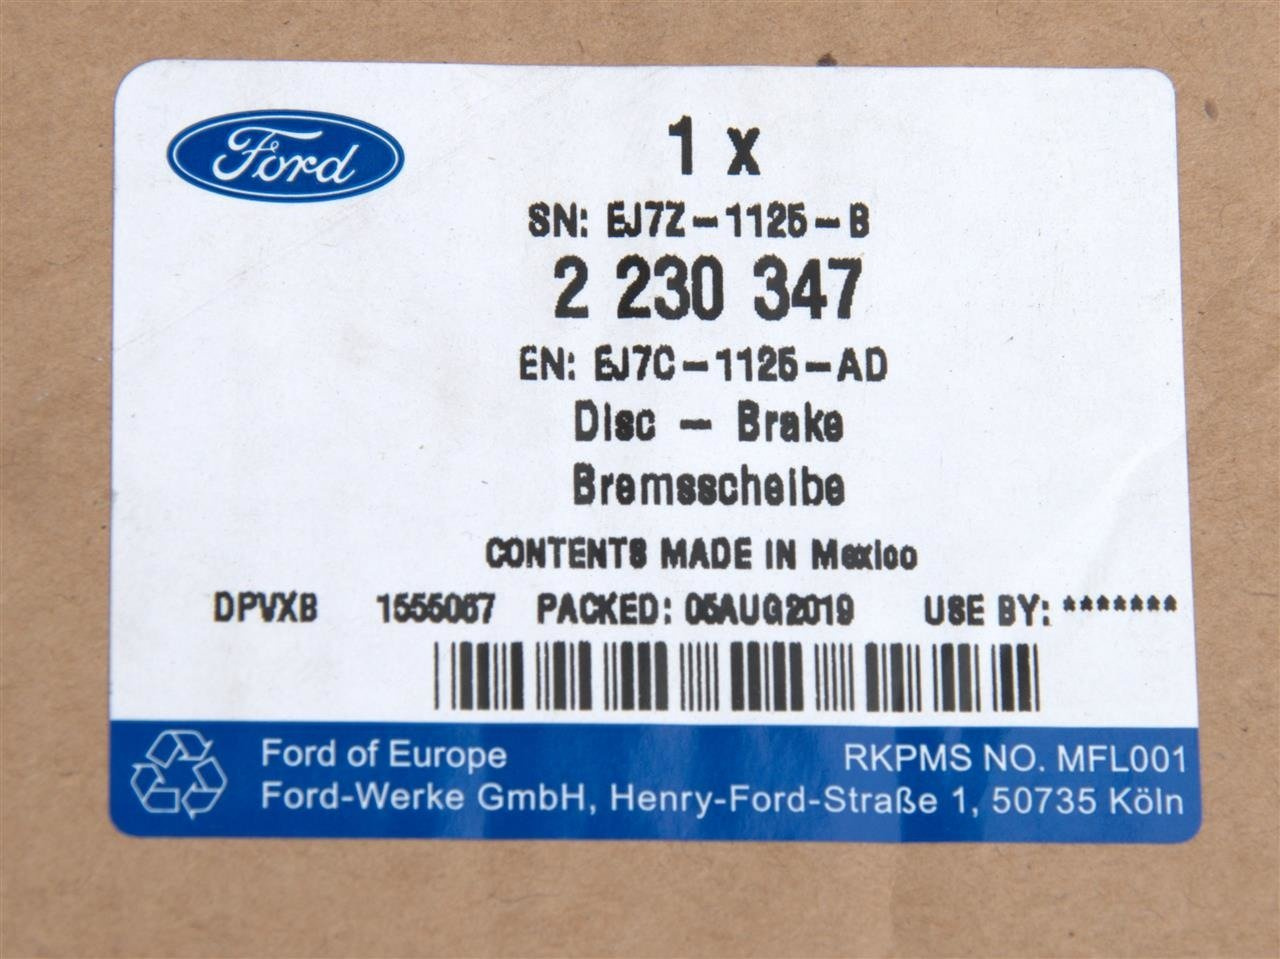 Ford
1 x
SN: EJ7Z-1125-B
2 230 347
EN: EJ7C-1125-AD
Disc - Brake
Bremsscheibe
CONTENTS MADE IN Mexico
DPVXB 1555067 PACKED: 05AUG2019 USE BY: *******
Ford of Europe RKPMS NO. MFL001
Ford-Werke GmbH, Henry-Ford-Straße 1, 50735 Köln